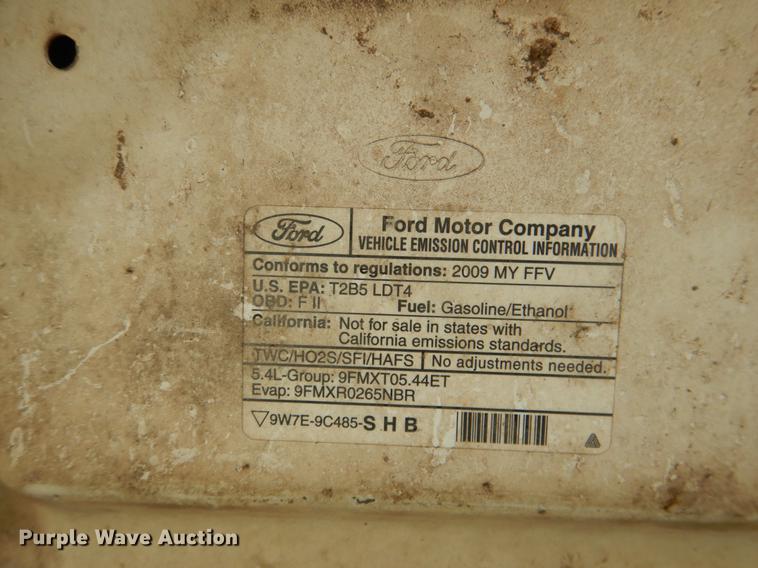 Ford
Ford
Ford Motor Company
VEHICLE EMISSION CONTROL INFORMATION
Conforms to regulations: 2009 MY FFV
U.S. EPA: T2B5 LDT4
OBD: F II Fuel: Gasoline/Ethanol
California: Not for sale in states with
California emissions standards.
TWC/HO2S/SFI/HAFS No adjustments needed.
5.4L-Group: 9FMXT05.44ET
Evap: 9FMXR0265NBR
9W7E-9C485-S H B
Purple Wave Auction